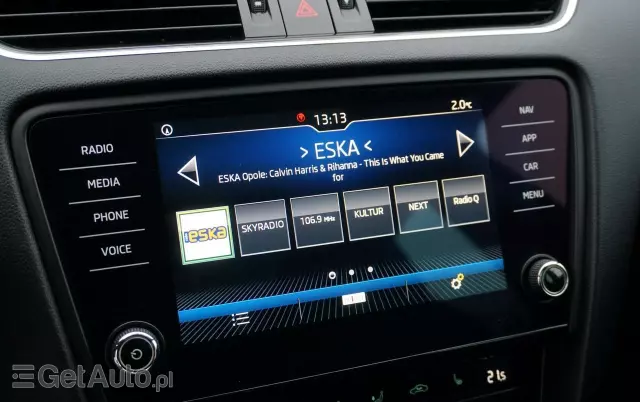 13:13
2.0°C
RADIO
MEDIA
PHONE
VOICE
> ESKA <
ESKA Opole: Calvin Harris & Rihanna - This Is What You Came
for
eska
SKYRADIO
106.9 MHz
KULTUR
NEXT
Radio Q
NAV
APP
CAR
MENU
GetAuto.pl